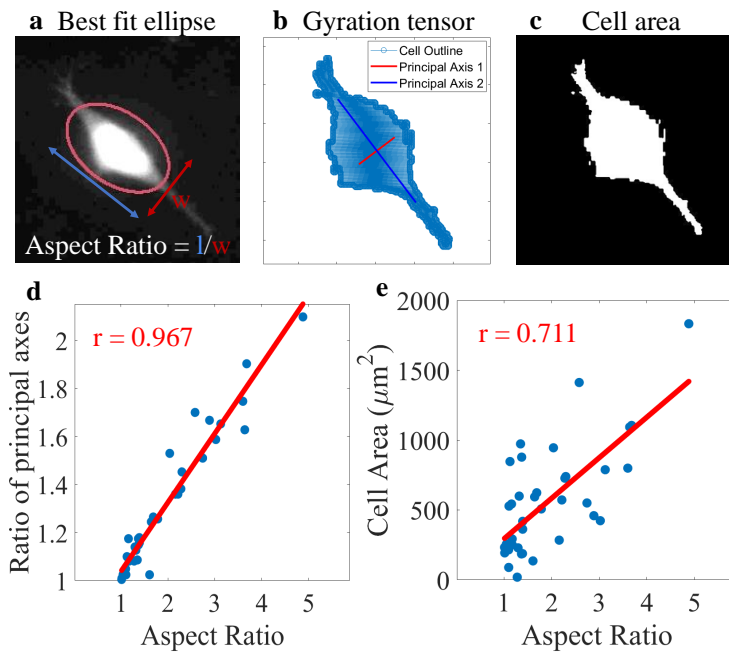 a Best fit ellipse
b Gyration tensor
c Cell area
w
Aspect Ratio = l/w
Cell Outline
Principal Axis 1
Principal Axis 2
d
r = 0.967
Ratio of principal axes
2
1.8
1.6
1.4
1.2
1
1 2 3 4 5
Aspect Ratio
e
r = 0.711
Cell Area (μm²)
2000
1500
1000
500
0
1 2 3 4 5
Aspect Ratio